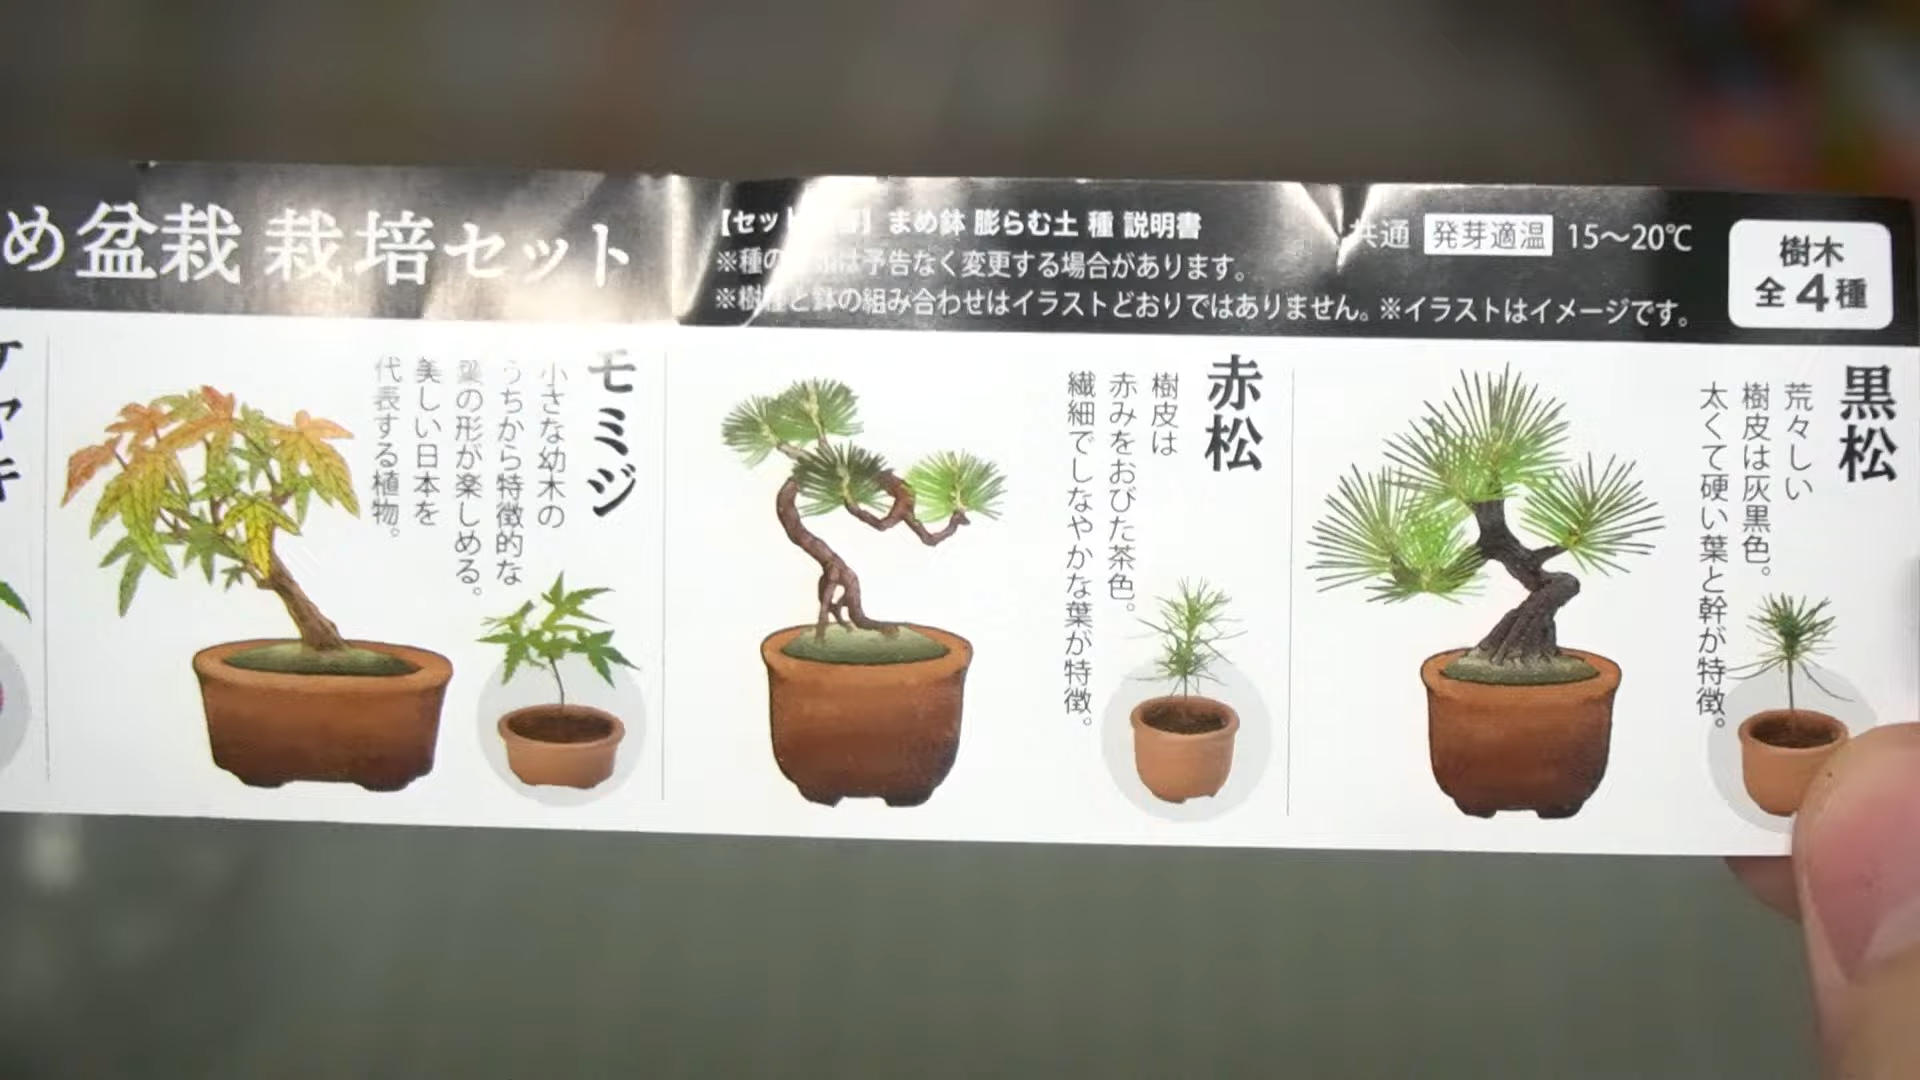 め盆栽 栽培セット
まめ鉢 膨らむ土 種 説明書
※種の は予告なく変更する場合があります。
※樹 と鉢の組み合わせはイラストどおりではありません。※イラストはイメージです。
共通 発芽適温 15～20℃
樹木
全4種
黒松
荒々しい
樹皮は灰黒色。
太くて硬い葉と幹が特徴。
赤松
樹皮は
赤みをおびた茶色。
繊細でしなやかな葉が特徴。
モミジ
小さな幼木の
うちから特徴的な
葉の形が楽しめる。
美しい日本を
代表する植物。
ケヤキ